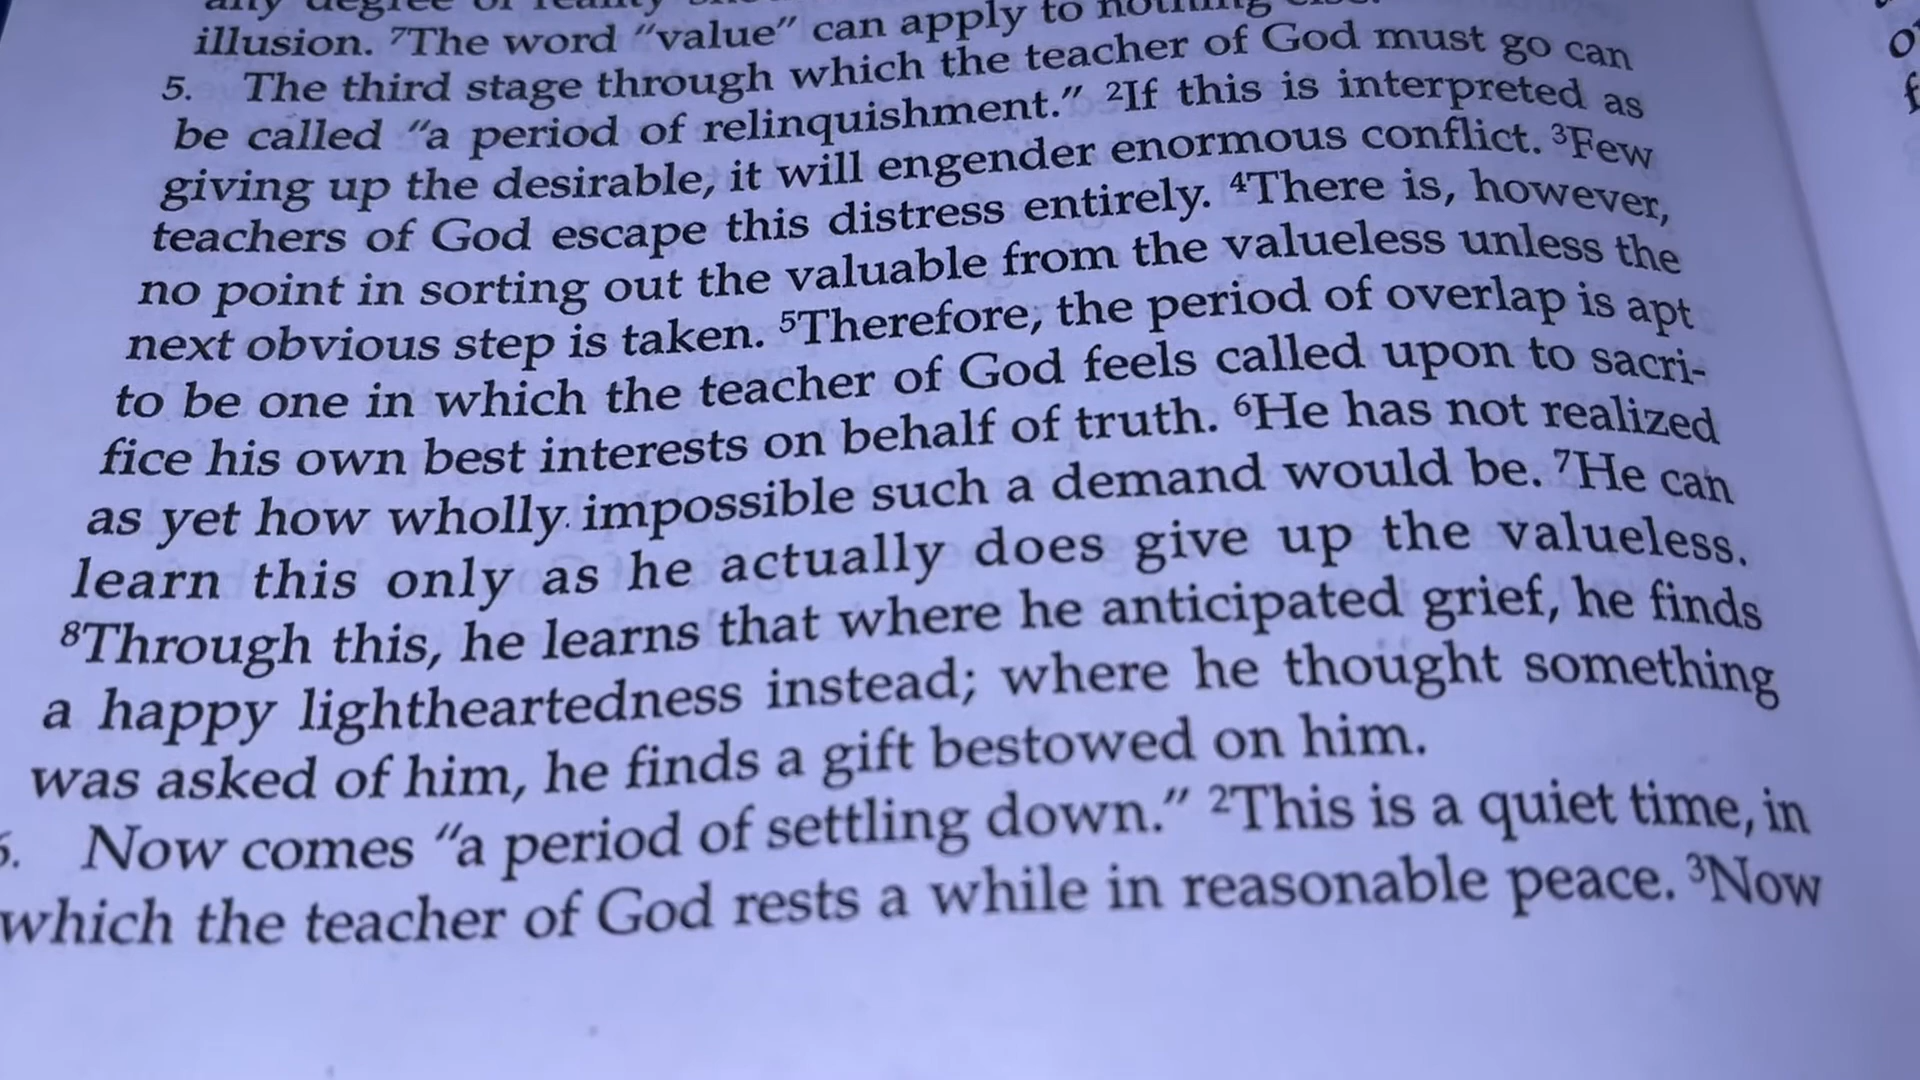 any degree of reality
illusion. ⁷The word “value” can apply to nothing else.
5. The third stage through which the teacher of God must go can
be called “a period of relinquishment.” ²If this is interpreted as
giving up the desirable, it will engender enormous conflict. ³Few
teachers of God escape this distress entirely. ⁴There is, however,
no point in sorting out the valuable from the valueless unless the
next obvious step is taken. ⁵Therefore, the period of overlap is apt
to be one in which the teacher of God feels called upon to sacri-
fice his own best interests on behalf of truth. ⁶He has not realized
as yet how wholly impossible such a demand would be. ⁷He can
learn this only as he actually does give up the valueless.
⁸Through this, he learns that where he anticipated grief, he finds
a happy lightheartedness instead; where he thought something
was asked of him, he finds a gift bestowed on him.
6. Now comes “a period of settling down.” ²This is a quiet time, in
which the teacher of God rests a while in reasonable peace. ³Now